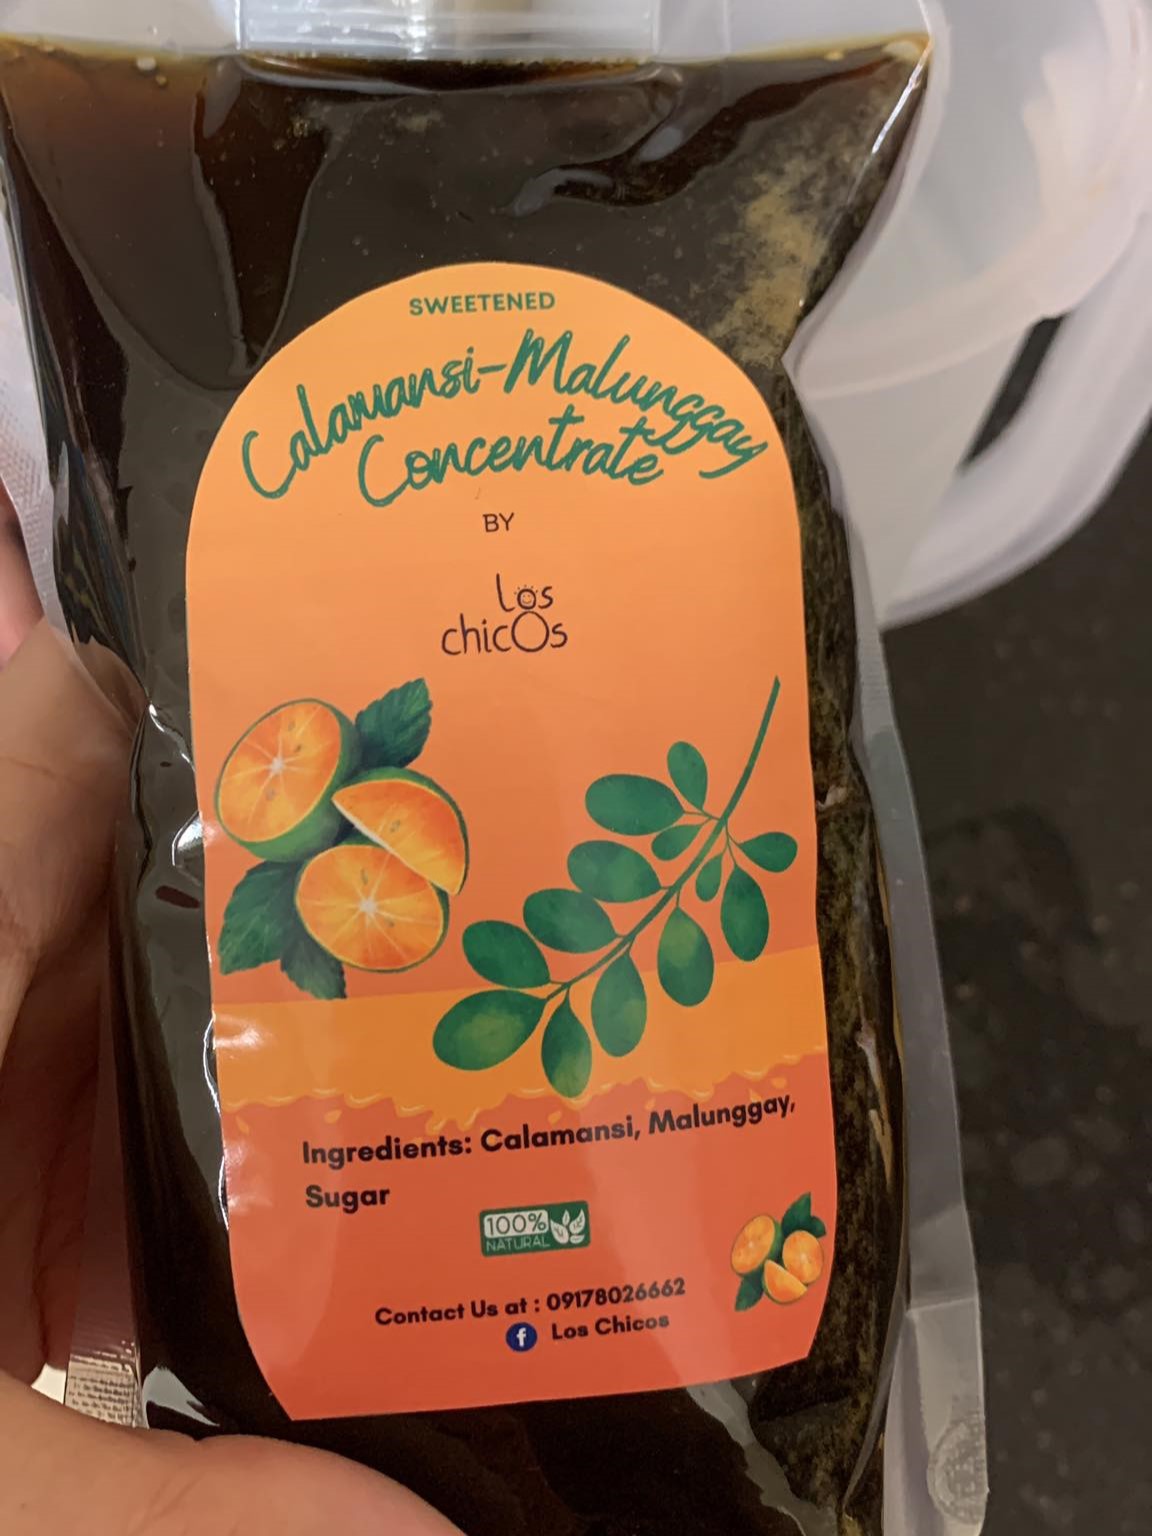 SWEETENED
Calamansi-Malunggay
Concentrate
BY
Los
chicOs
Ingredients: Calamansi, Malunggay,
Sugar
100%
NATURAL
Contact Us at : 09178026662
f Los Chicos